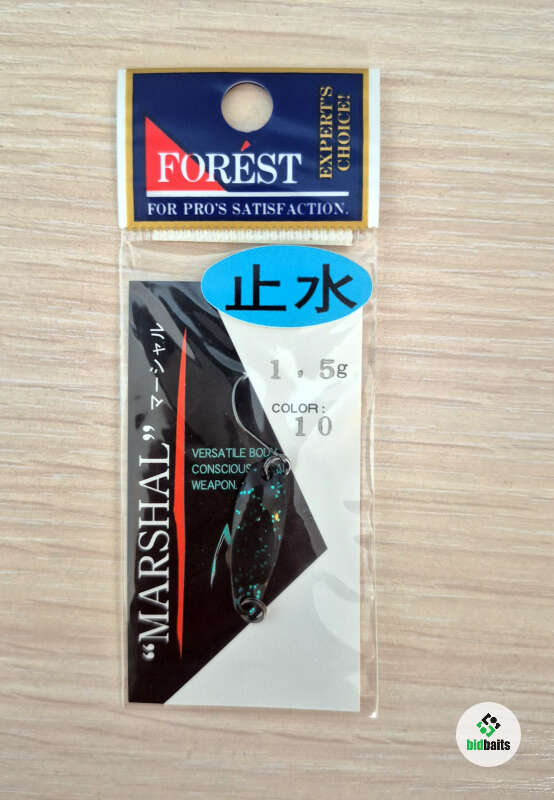 FORÉST
FOR PRO'S SATISFACTION.
EXPERT'S
CHOICE!
止水
1.5g
COLOR:
10
"MARSHAL" マーシャル
VERSATILE BODY
CONSCIOUS
WEAPON.
bidbaits